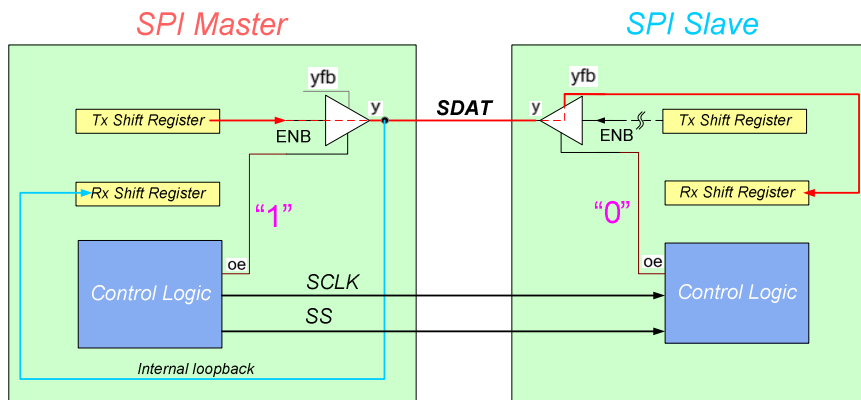 SPI Master
SPI Slave
yfb
yfb
y
SDAT
y
Tx Shift Register
ENB
ENB
Tx Shift Register
Rx Shift Register
Rx Shift Register
“1”
“0”
oe
oe
Control Logic
SCLK
Control Logic
SS
Internal loopback